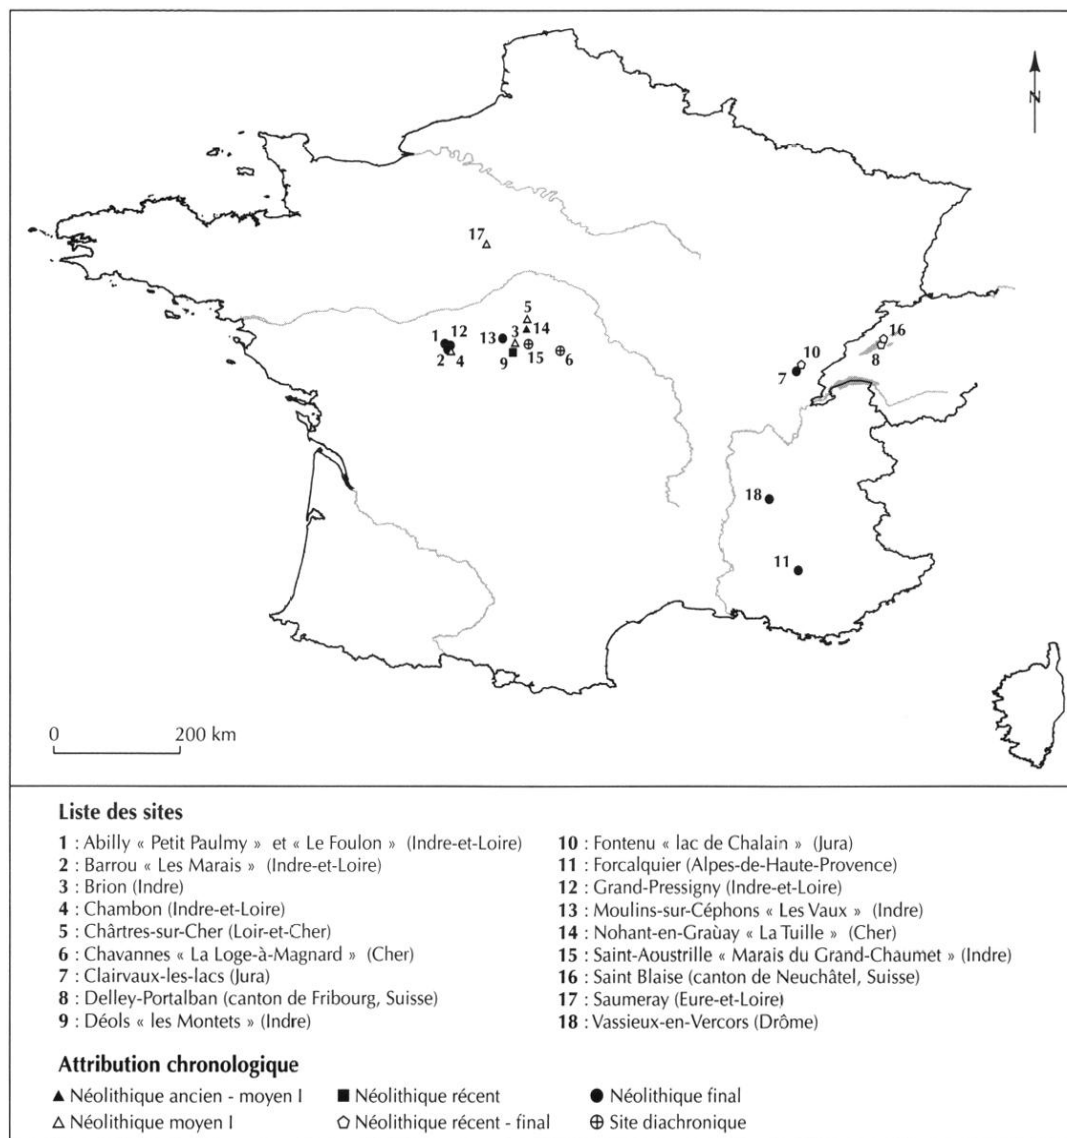 N
17
5
1
12
13
3
14
2
4
9
15
6
16
10
8
7
18
11
0 200 km
Liste des sites
1 : Abilly « Petit Paulmy » et « Le Foulon » (Indre-et-Loire)
2 : Barrou « Les Marais » (Indre-et-Loire)
3 : Brion (Indre)
4 : Chambon (Indre-et-Loire)
5 : Chârtres-sur-Cher (Loir-et-Cher)
6 : Chavannes « La Loge-à-Magnard » (Cher)
7 : Clairvaux-les-lacs (Jura)
8 : Delley-Portalban (canton de Fribourg, Suisse)
9 : Déols « les Montets » (Indre)
10 : Fontenu « lac de Chalain » (Jura)
11 : Forcalquier (Alpes-de-Haute-Provence)
12 : Grand-Pressigny (Indre-et-Loire)
13 : Moulins-sur-Céphons « Les Vaux » (Indre)
14 : Nohant-en-Graùay « La Tuille » (Cher)
15 : Saint-Aoustrille « Marais du Grand-Chaumet » (Indre)
16 : Saint Blaise (canton de Neuchâtel, Suisse)
17 : Saumeray (Eure-et-Loire)
18 : Vassieux-en-Vercors (Drôme)
Attribution chronologique
▲ Néolithique ancien - moyen I ■ Néolithique récent ● Néolithique final
△ Néolithique moyen I ⬠ Néolithique récent - final ⊕ Site diachronique